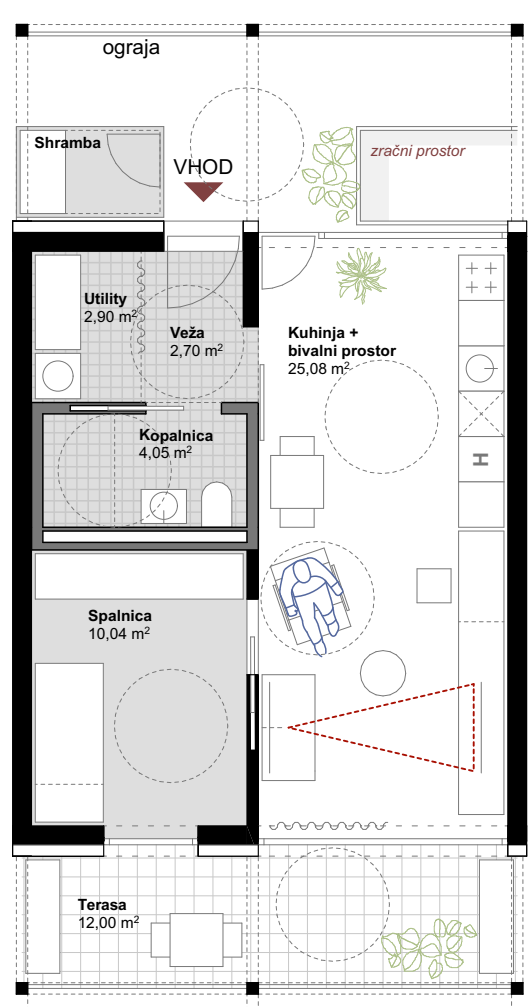 ograja
Shramba
VHOD
zračni prostor
Utility
2,90 m²
Veža
2,70 m²
Kuhinja +
bivalni prostor
25,08 m²
Kopalnica
4,05 m²
H
Spalnica
10,04 m²
Terasa
12,00 m²